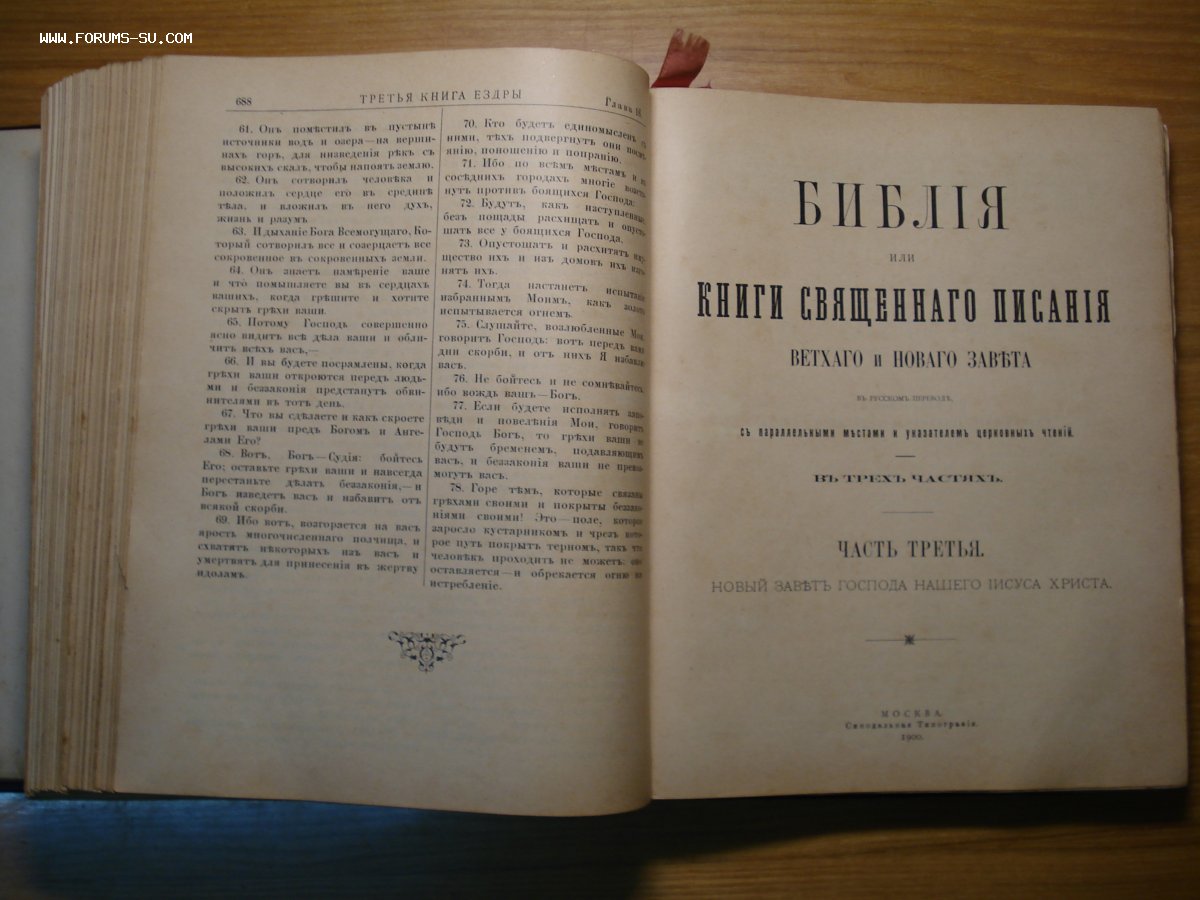 WWW.FORUMS-SU.COM
688
ТРЕТЬЯ КНИГА ЕЗДРЫ
Глава 16
61. Онъ помѣстилъ въ пустынѣ
источники водъ и озера—на верши-
нахъ горъ, для низведенія рѣкъ съ
высокихъ скалъ, чтобы напоять землю.
62. Онъ сотворилъ человѣка и
положилъ сердце его въ срединѣ
тѣла, и вложилъ въ него духъ,
жизнь и разумъ
63. И дыханіе Бога Всемогущаго, Ко-
торый сотворилъ все и созерцаетъ все
сокровенное въ сокровенныхъ земли.
64. Онъ знаетъ намѣреніе ваше
и что помышляете вы въ сердцахъ
вашихъ, когда грѣшите и хотите
скрыть грѣхи ваши.
65. Потому Господь совершенно
ясно видитъ всѣ дѣла ваши и обли-
читъ всѣхъ васъ,—
66. И вы будете посрамлены, когда
грѣхи ваши откроются передъ людь-
ми и беззаконія предстанутъ обви-
нителями въ тотъ день.
67. Что вы сдѣлаете и какъ скроете
грѣхи ваши предъ Богомъ и Анге-
лами Его?
68. Вотъ, Богъ—Судія: бойтесь
Его; оставьте грѣхи ваши и навсегда
перестаньте дѣлать беззаконія,—и
Богъ изведетъ васъ и избавитъ отъ
всякой скорби.
69. Ибо вотъ, возгорается на васъ
ярость многочисленнаго полчища, и
схватятъ нѣкоторыхъ изъ васъ и
умертвятъ для принесенія въ жертву
идоламъ.
70. Кто будетъ единомысленъ съ
ними, тѣхъ подвергнутъ они посмѣ-
янію, поношенію и попранію.
71. Ибо по всѣмъ мѣстамъ и въ
сосѣднихъ городахъ многіе возста-
нутъ противъ боящихся Господа:
72. Будутъ, какъ изступленные,
безъ пощады расхищать и опусто-
шать все у боящихся Господа.
73. Опустошатъ и расхитятъ иму-
щество ихъ и изъ домовъ ихъ изго-
нятъ ихъ.
74. Тогда настанетъ испытаніе
избраннымъ Моимъ, какъ золото
испытывается огнемъ.
75. Слушайте, возлюбленные Мои,
говоритъ Господь: вотъ передъ вами
дни скорби, и отъ нихъ Я избавлю
васъ.
76. Не бойтесь и не сомнѣвайтесь,
ибо вождь вашъ—Богъ.
77. Если будете исполнять запо-
вѣди и повелѣнія Мои, говоритъ
Господь Богъ, то грѣхи ваши не
будутъ бременемъ, подавляющимъ
васъ, и беззаконія ваши не превоз-
могутъ васъ.
78. Горе тѣмъ, которые связаны
грѣхами своими и покрыты беззако-
ніями своими! Это—поле, которое
заросло кустарникомъ и чрезъ кото-
рое путь покрытъ терномъ, такъ что
человѣкъ проходить не можетъ: оно
оставляется—и обрекается огню на
истребленіе.
БИБЛІЯ
ИЛИ
КНИГИ СВЯЩЕННАГО ПИСАНІЯ
ВЕТХАГО и НОВАГО ЗАВѢТА
ВЪ РУССКОМЪ ПЕРЕВОДѢ,
съ параллельными мѣстами и указателемъ церковныхъ чтеній.
ВЪ ТРЕХЪ ЧАСТЯХЪ.
ЧАСТЬ ТРЕТЬЯ.
НОВЫЙ ЗАВѢТЪ ГОСПОДА НАШЕГО ІИСУСА ХРИСТА.
МОСКВА.
Синодальная Типографія.
1900.